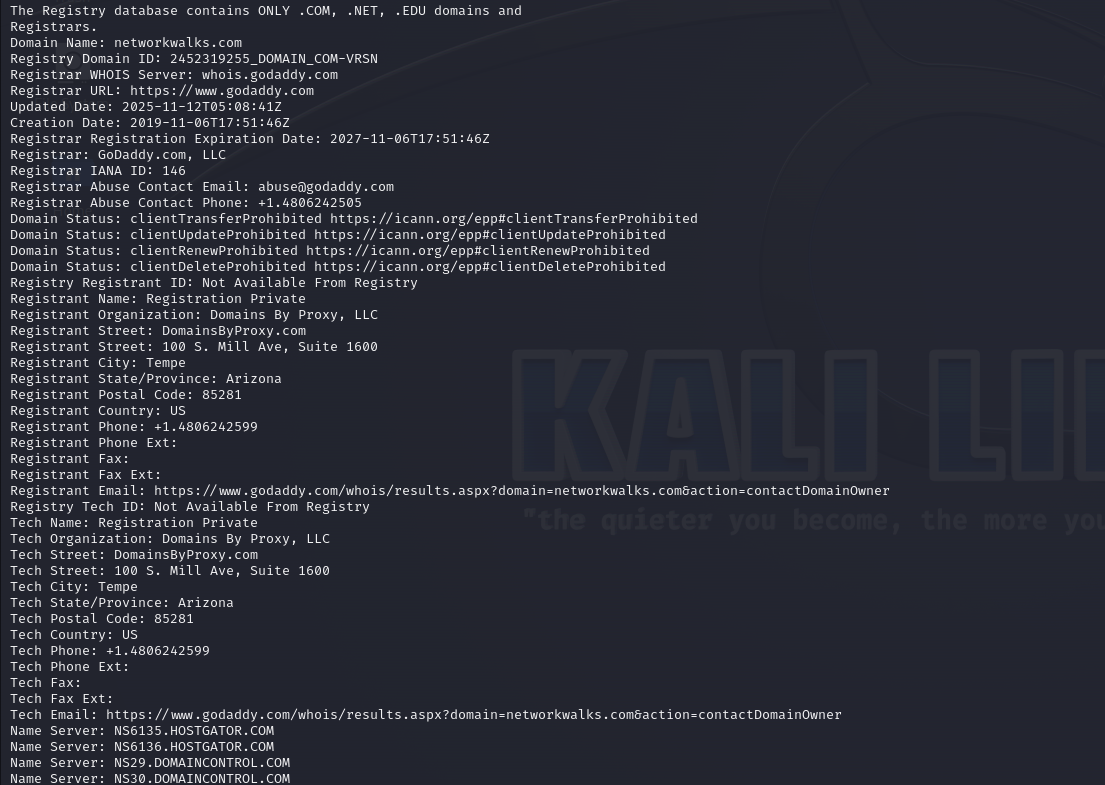 The Registry database contains ONLY .COM, .NET, .EDU domains and
Registrars.
Domain Name: networkwalks.com
Registry Domain ID: 2452319255_DOMAIN_COM-VRSN
Registrar WHOIS Server: whois.godaddy.com
Registrar URL: https://www.godaddy.com
Updated Date: 2025-11-12T05:08:41Z
Creation Date: 2019-11-06T17:51:46Z
Registrar Registration Expiration Date: 2027-11-06T17:51:46Z
Registrar: GoDaddy.com, LLC
Registrar IANA ID: 146
Registrar Abuse Contact Email: abuse@godaddy.com
Registrar Abuse Contact Phone: +1.4806242505
Domain Status: clientTransferProhibited https://icann.org/epp#clientTransferProhibited
Domain Status: clientUpdateProhibited https://icann.org/epp#clientUpdateProhibited
Domain Status: clientRenewProhibited https://icann.org/epp#clientRenewProhibited
Domain Status: clientDeleteProhibited https://icann.org/epp#clientDeleteProhibited
Registry Registrant ID: Not Available From Registry
Registrant Name: Registration Private
Registrant Organization: Domains By Proxy, LLC
Registrant Street: DomainsByProxy.com
Registrant Street: 100 S. Mill Ave, Suite 1600
Registrant City: Tempe
Registrant State/Province: Arizona
Registrant Postal Code: 85281
Registrant Country: US
Registrant Phone: +1.4806242599
Registrant Phone Ext:
Registrant Fax:
Registrant Fax Ext:
Registrant Email: https://www.godaddy.com/whois/results.aspx?domain=networkwalks.com&action=contactDomainOwner
Registry Tech ID: Not Available From Registry
Tech Name: Registration Private
Tech Organization: Domains By Proxy, LLC
Tech Street: DomainsByProxy.com
Tech Street: 100 S. Mill Ave, Suite 1600
Tech City: Tempe
Tech State/Province: Arizona
Tech Postal Code: 85281
Tech Country: US
Tech Phone: +1.4806242599
Tech Phone Ext:
Tech Fax:
Tech Fax Ext:
Tech Email: https://www.godaddy.com/whois/results.aspx?domain=networkwalks.com&action=contactDomainOwner
Name Server: NS6135.HOSTGATOR.COM
Name Server: NS6136.HOSTGATOR.COM
Name Server: NS29.DOMAINCONTROL.COM
Name Server: NS30.DOMAINCONTROL.COM
KALI LI
"the quieter you become, the more you